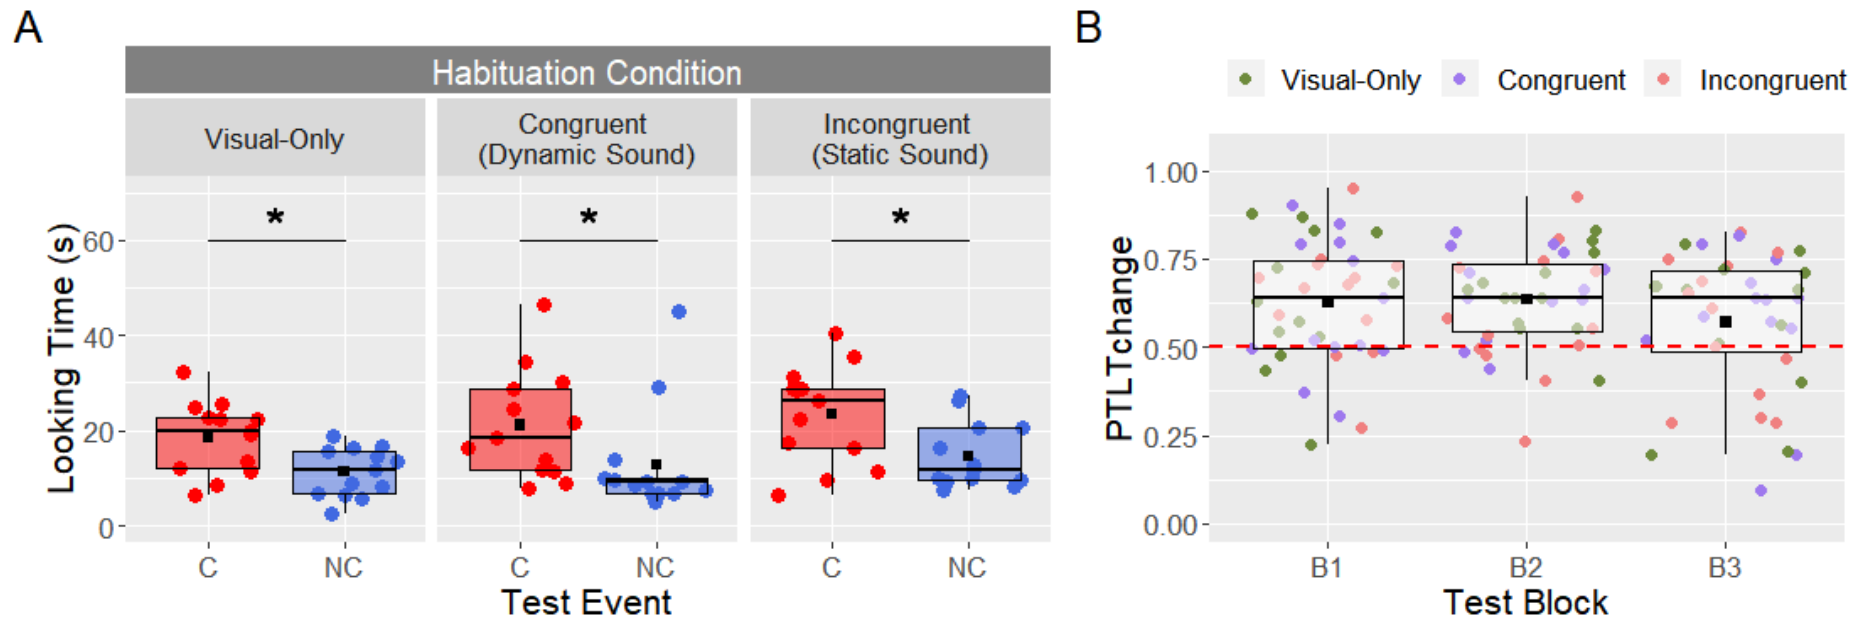 A
Habituation Condition
Visual-Only
Congruent
(Dynamic Sound)
Incongruent
(Static Sound)
*
*
*
Looking Time (s)
60
40
20
0
C
NC
C
NC
C
NC
Test Event
B
Visual-Only
Congruent
Incongruent
PTLTchange
1.00
0.75
0.50
0.25
0.00
B1
B2
B3
Test Block